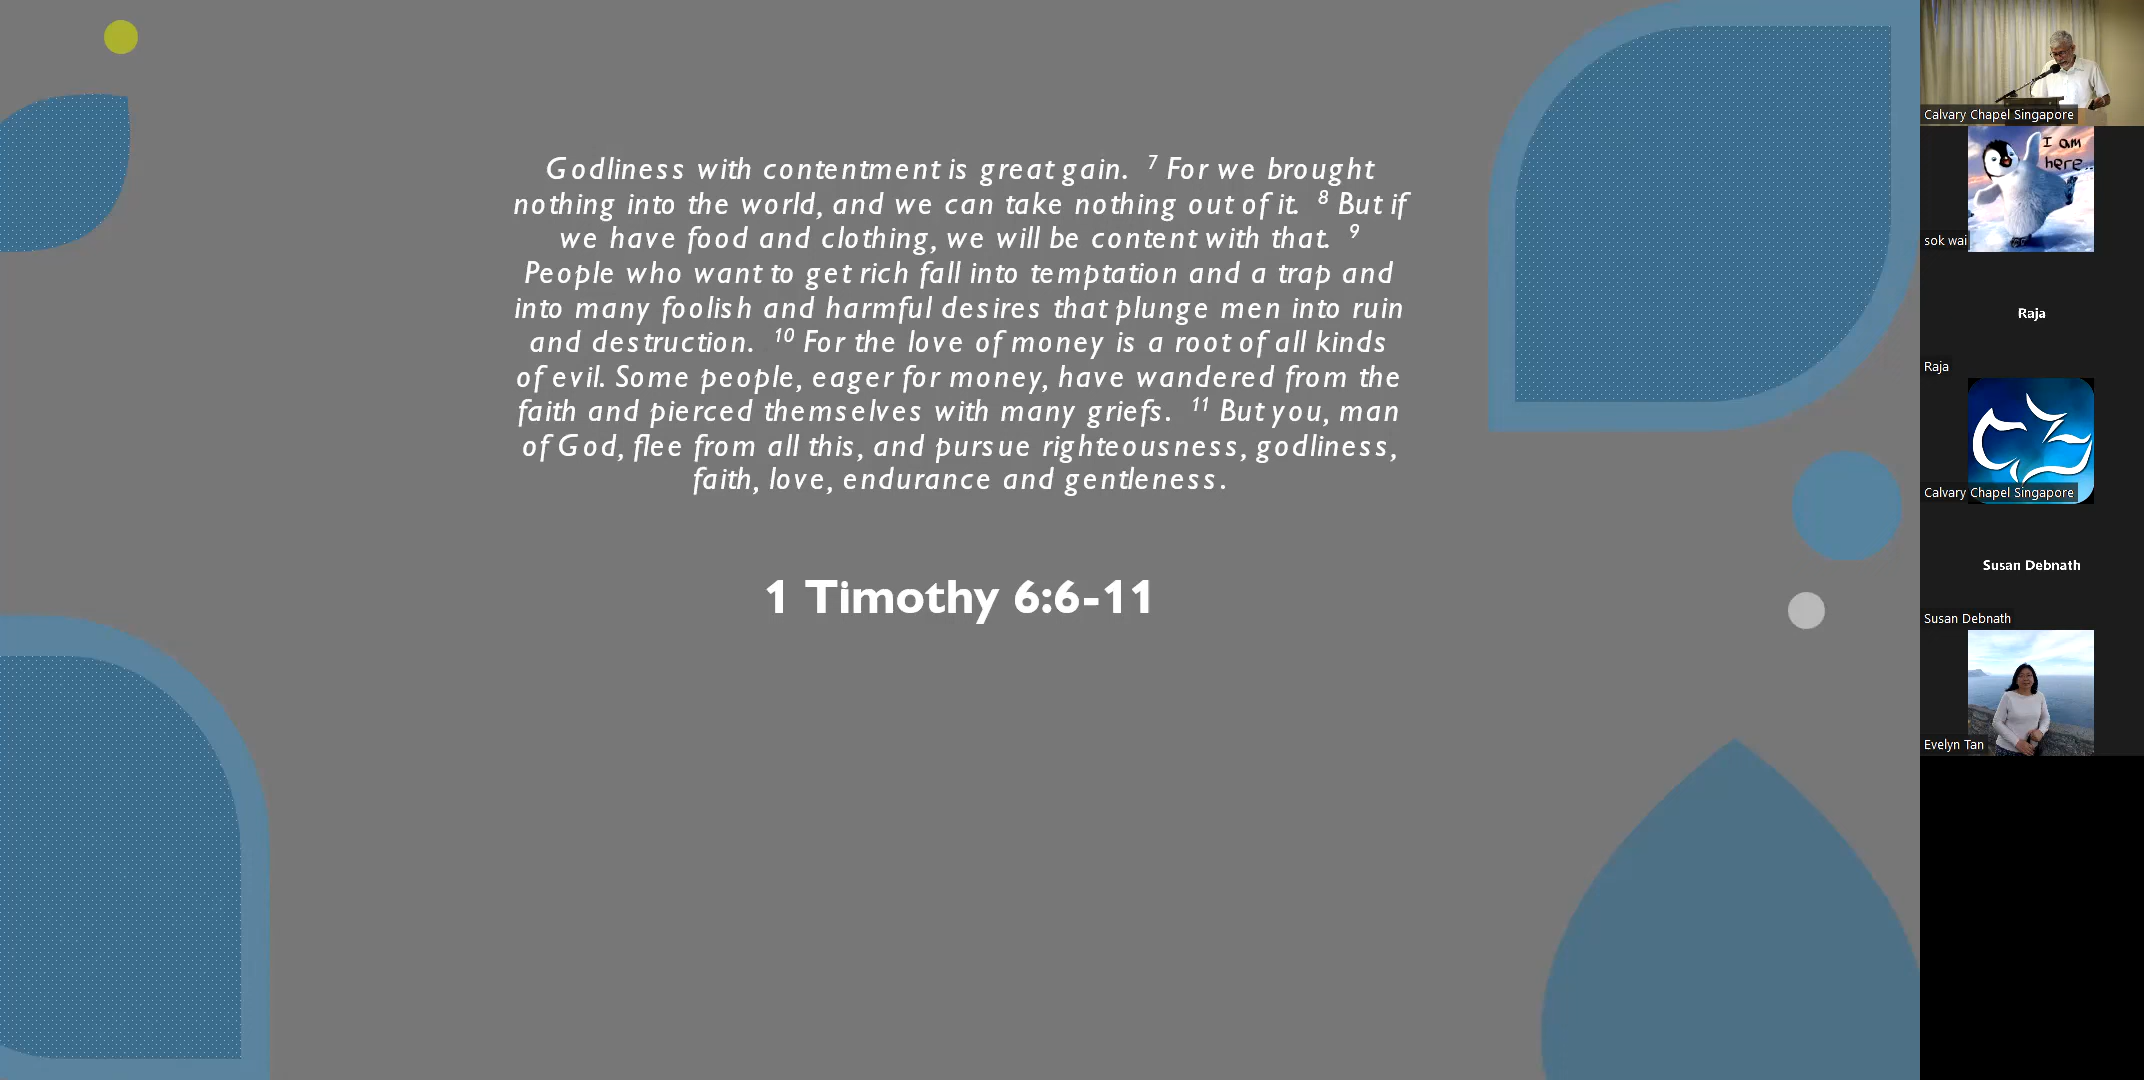 Godliness with contentment is great gain. 7 For we brought
nothing into the world, and we can take nothing out of it. 8 But if
we have food and clothing, we will be content with that. 9
People who want to get rich fall into temptation and a trap and
into many foolish and harmful desires that plunge men into ruin
and destruction. 10 For the love of money is a root of all kinds
of evil. Some people, eager for money, have wandered from the
faith and pierced themselves with many griefs. 11 But you, man
of God, flee from all this, and pursue righteousness, godliness,
faith, love, endurance and gentleness.
1 Timothy 6:6-11
Calvary Chapel Singapore
I am
here..
sok wai
Raja
Raja
Calvary Chapel Singapore
Susan Debnath
Susan Debnath
Evelyn Tan